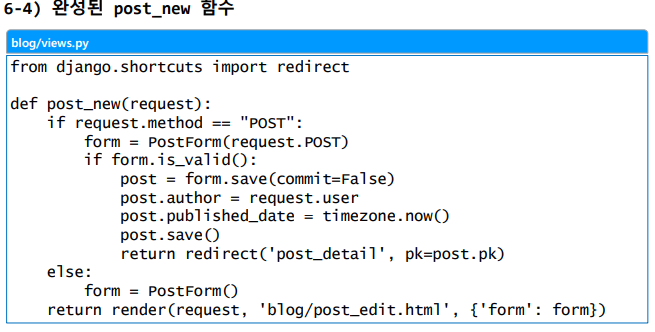 6-4) 완성된 post_new 함수
blog/views.py
from django.shortcuts import redirect
def post_new(request):
    if request.method == "POST":
        form = PostForm(request.POST)
        if form.is_valid():
            post = form.save(commit=False)
            post.author = request.user
            post.published_date = timezone.now()
            post.save()
            return redirect('post_detail', pk=post.pk)
    else:
        form = PostForm()
    return render(request, 'blog/post_edit.html', {'form': form})